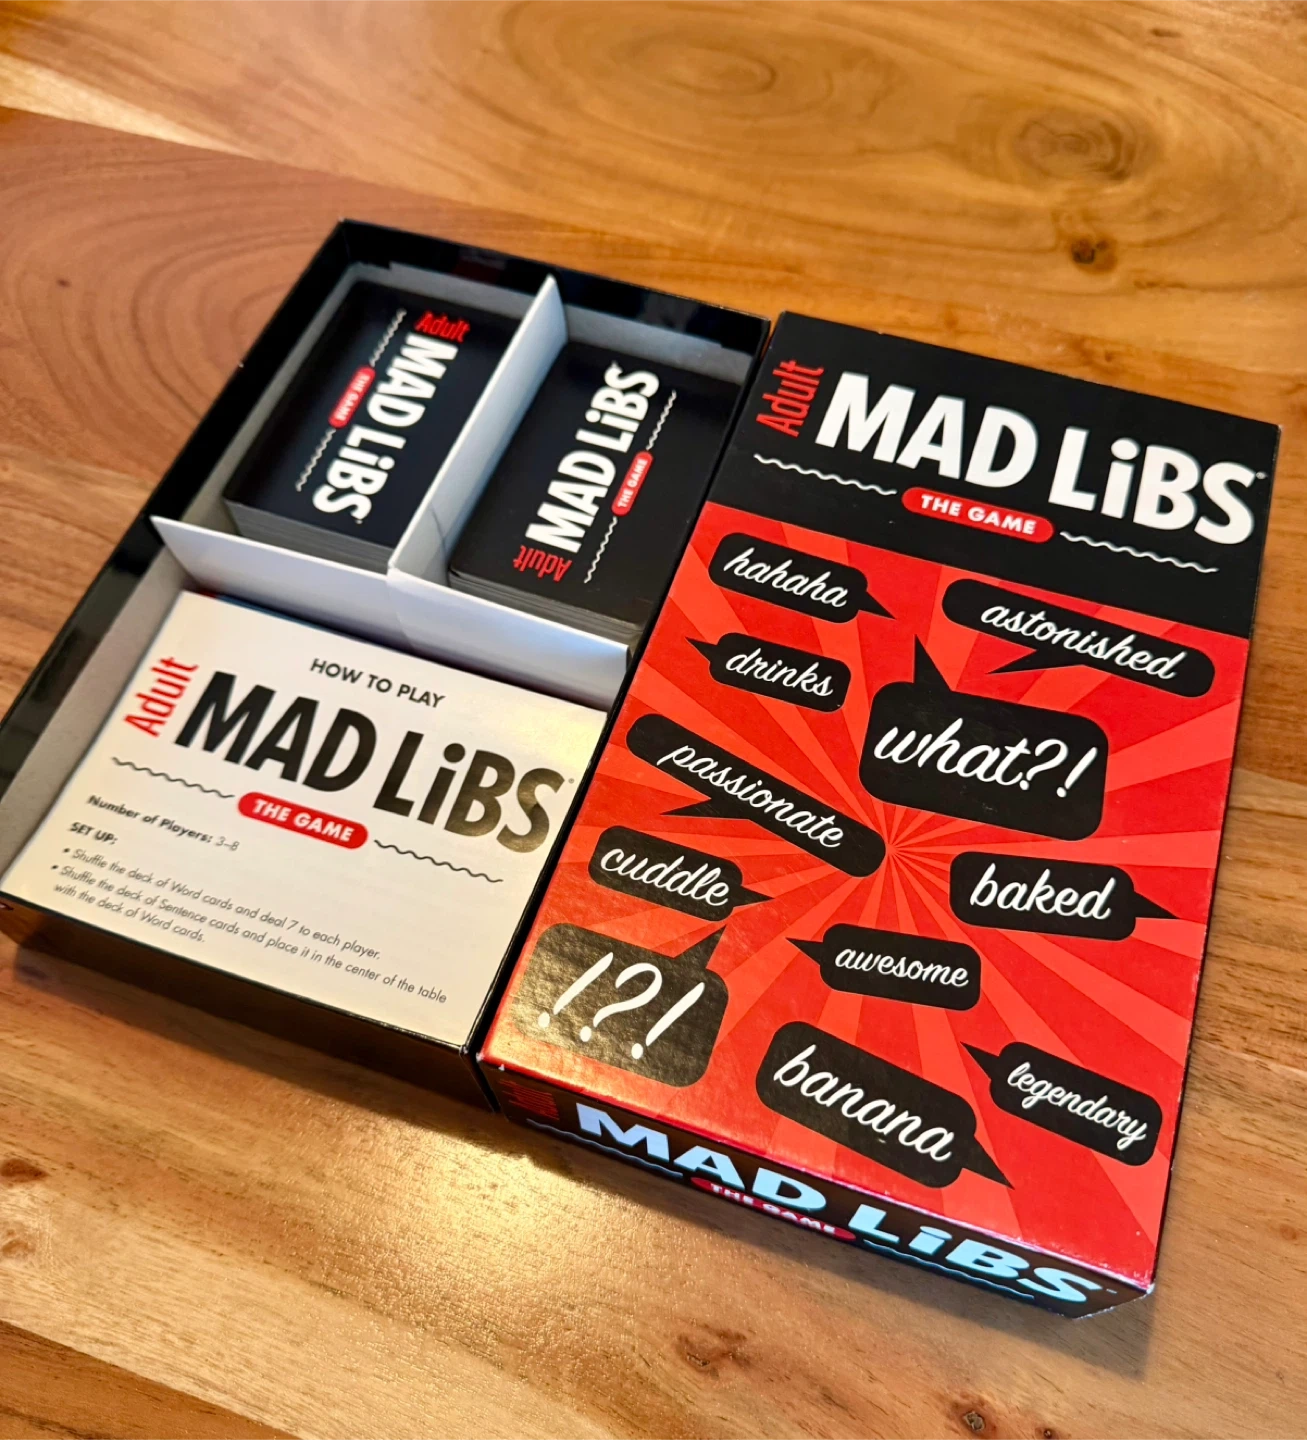 Adult
MAD LiBS®
THE GAME
Adult
MAD LiBS
THE GAME
HOW TO PLAY
Adult
MAD LiBS®
THE GAME
Number of Players: 3–8
SET UP:
• Shuffle the deck of Word cards and deal 7 to each player.
• Shuffle the deck of Sentence cards and place it in the center of the table
with the deck of Word cards.
Adult
MAD LiBS®
THE GAME
hahaha
astonished
drinks
what?!
passionate
cuddle
baked
awesome
!?!
banana
legendary
Adult
MAD LiBS
THE GAME